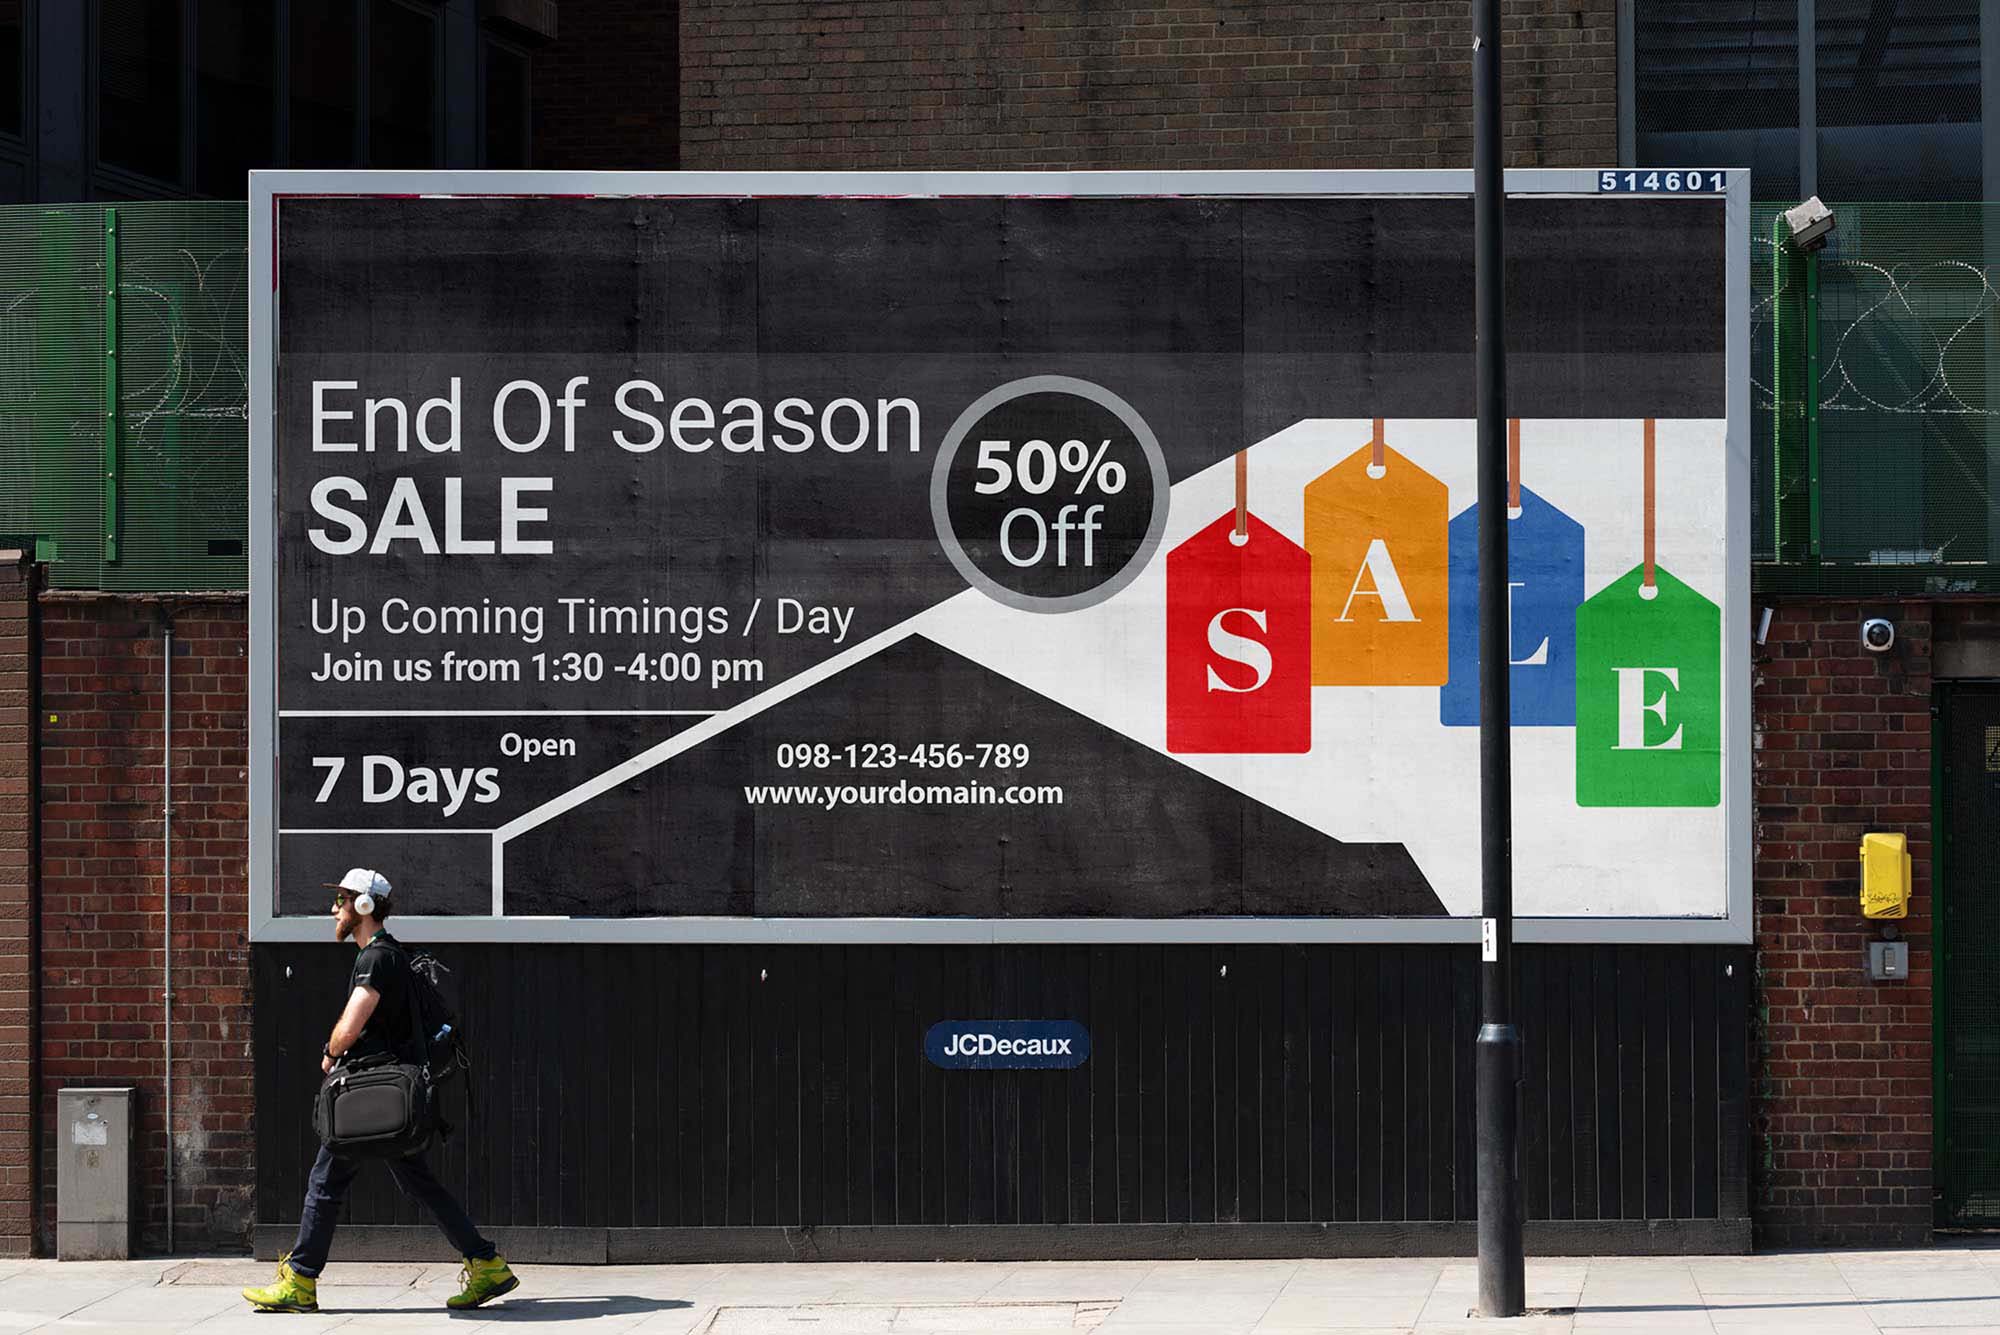 514601
End Of Season
SALE
50%
Off
Up Coming Timings / Day
Join us from 1:30 -4:00 pm
7 Days Open
098-123-456-789
www.yourdomain.com
S
A
L
E
11
JCDecaux